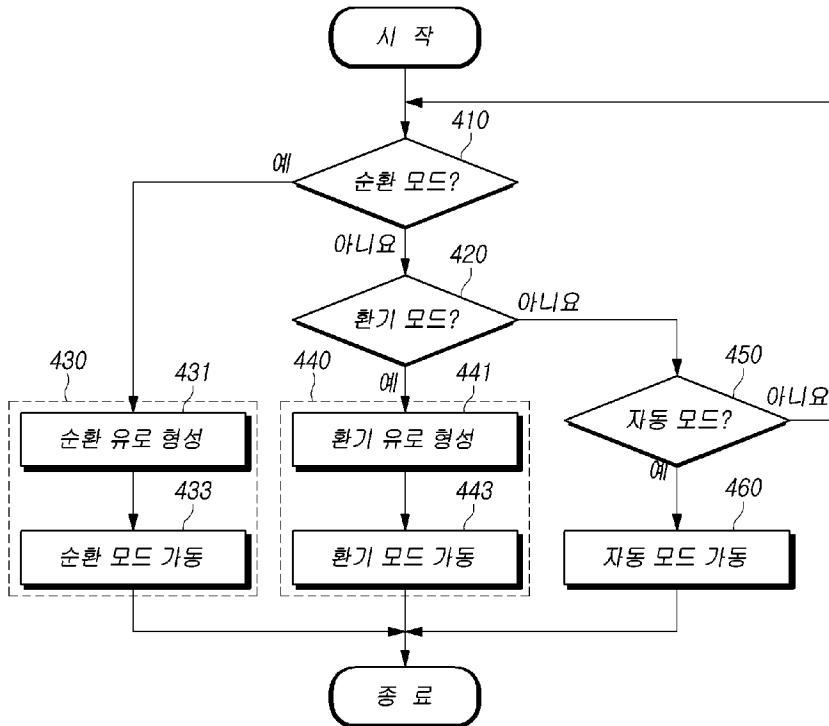 시 작
410
예
순환 모드?
아니요
420
환기 모드?
아니요
430
431
440
예
441
450
자동 모드?
아니요
순환 유로 형성
환기 유로 형성
예
433
443
460
순환 모드 가동
환기 모드 가동
자동 모드 가동
종 료